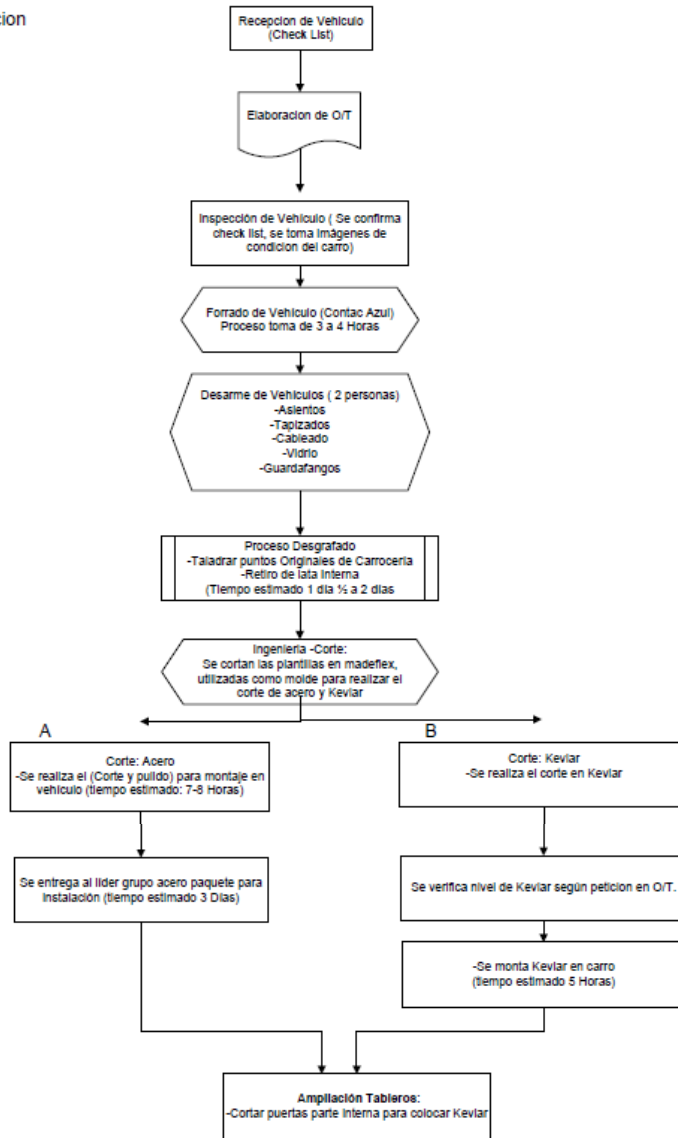 cion
Recepcion de Vehiculo
(Check List)
Elaboracion de O/T
Inspección de Vehiculo ( Se confirma
check list, se toma imágenes de
condicion del carro)
Forrado de Vehiculo (Contac Azul)
Proceso toma de 3 a 4 Horas
Desarme de Vehiculos ( 2 personas)
-Asientos
-Tapizados
-Cableado
-Vidrio
-Guardafangos
Proceso Desgrafado
-Taladrar puntos Originales de Carroceria
-Retiro de lata interna
(Tiempo estimado 1 dia ½ a 2 dias
Ingenieria -Corte:
Se cortan las plantillas en madeflex,
utilizadas como molde para realizar el
corte de acero y Kevlar
A
B
Corte: Acero
-Se realiza el (Corte y pulido) para montaje en
vehiculo (tiempo estimado: 7-8 Horas)
Corte: Kevlar
-Se realiza el corte en Kevlar
Se entrega al lider grupo acero paquete para
instalación (tiempo estimado 3 Dias)
Se verifica nivel de Kevlar según peticion en O/T.
-Se monta Kevlar en carro
(tiempo estimado 5 Horas)
Ampliación Tableros:
-Cortar puertas parte interna para colocar Kevlar